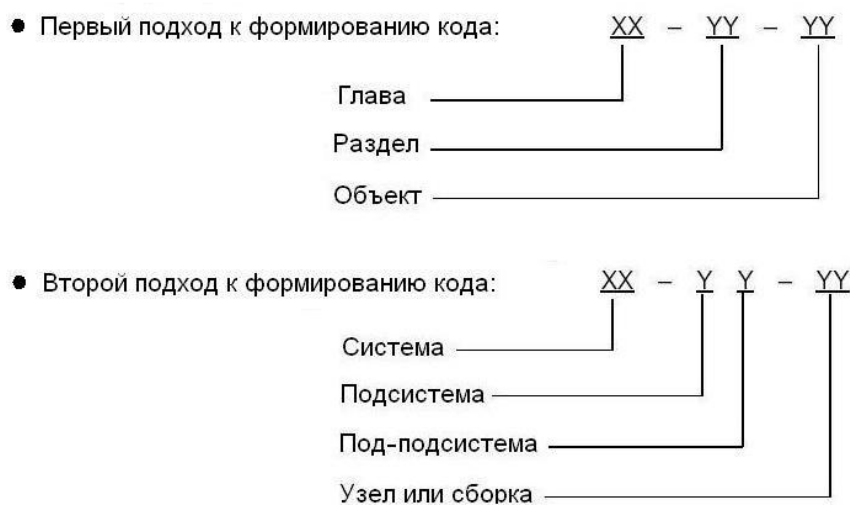 ● Первый подход к формированию кода: XX – YY – YY
Глава
Раздел
Объект
● Второй подход к формированию кода: XX – Y Y – YY
Система
Подсистема
Под-подсистема
Узел или сборка